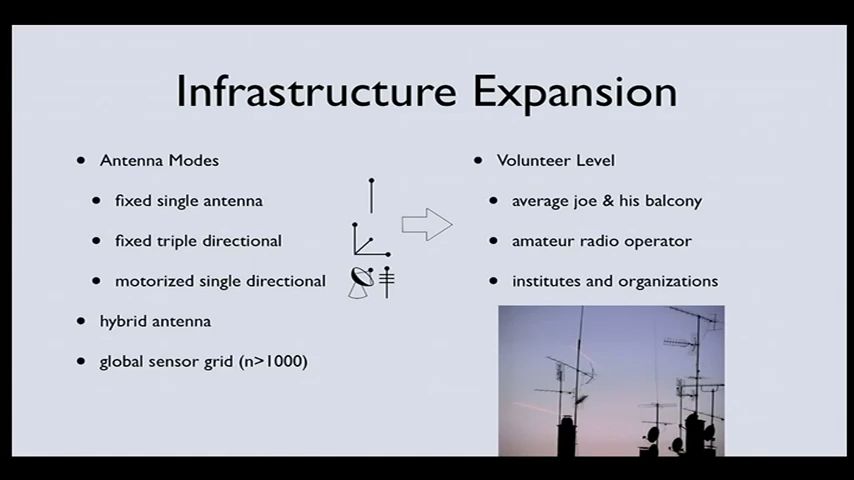 Infrastructure Expansion
• Antenna Modes
• fixed single antenna
• fixed triple directional
• motorized single directional
• hybrid antenna
• global sensor grid (n>1000)
• Volunteer Level
• average joe & his balcony
• amateur radio operator
• institutes and organizations